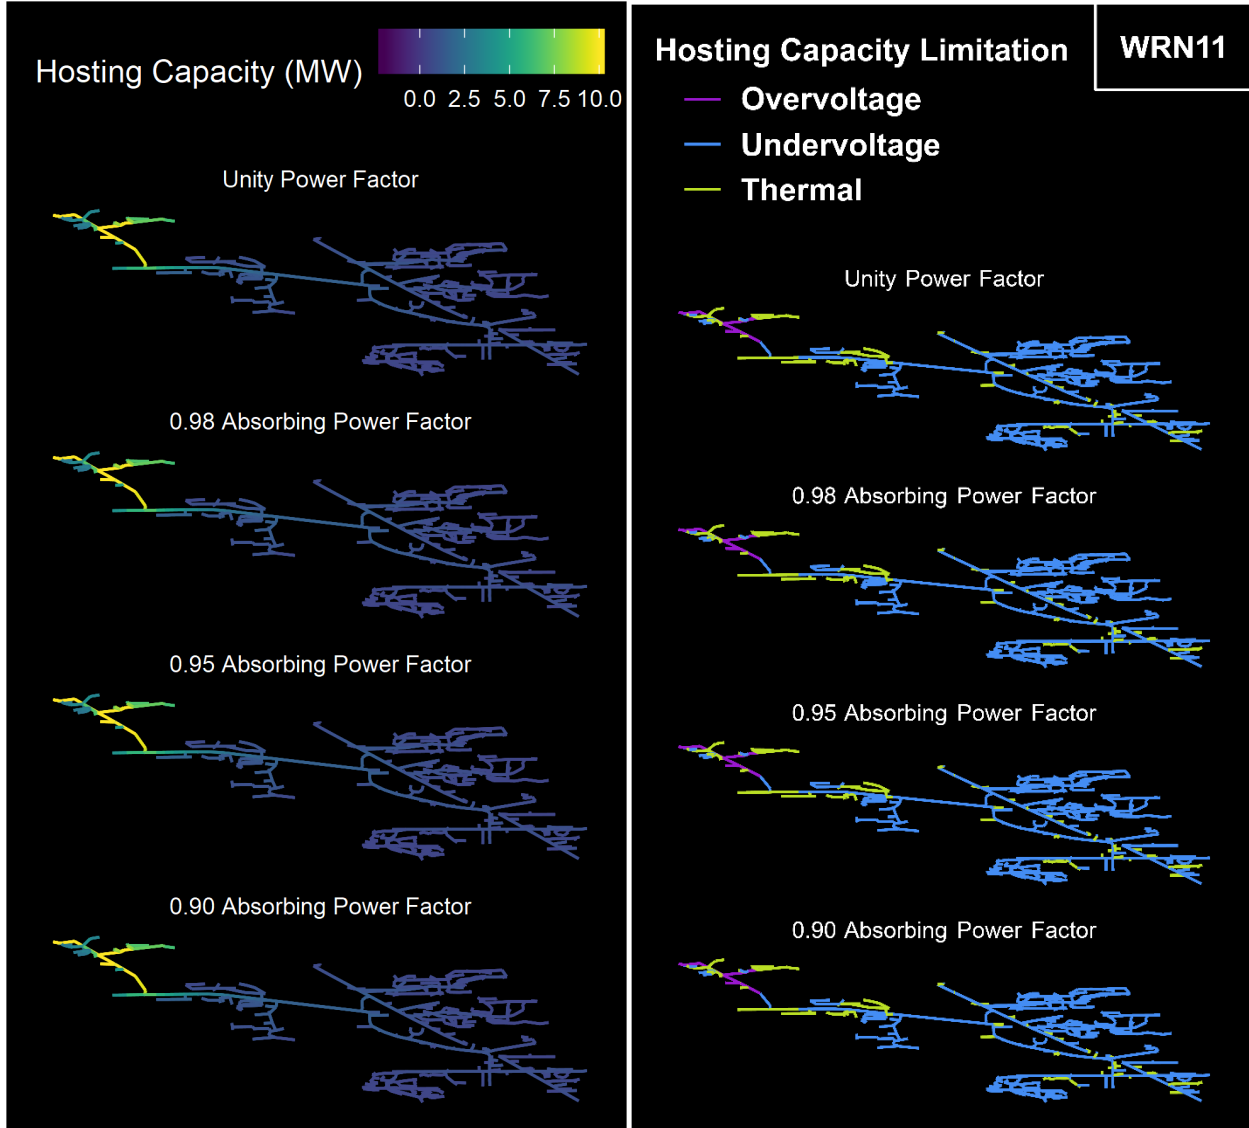 Hosting Capacity (MW)
0.0 2.5 5.0 7.5 10.0
Unity Power Factor
0.98 Absorbing Power Factor
0.95 Absorbing Power Factor
0.90 Absorbing Power Factor
Hosting Capacity Limitation
WRN11
Overvoltage
Undervoltage
Thermal
Unity Power Factor
0.98 Absorbing Power Factor
0.95 Absorbing Power Factor
0.90 Absorbing Power Factor